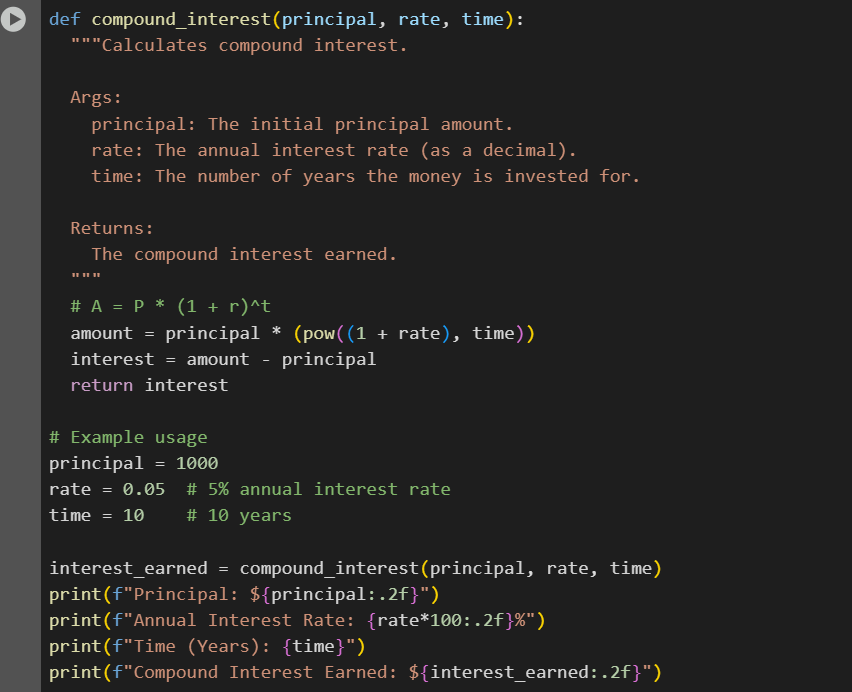 def compound_interest(principal, rate, time):
  """Calculates compound interest.

  Args:
    principal: The initial principal amount.
    rate: The annual interest rate (as a decimal).
    time: The number of years the money is invested for.

  Returns:
    The compound interest earned.
  """
  # A = P * (1 + r)^t
  amount = principal * (pow((1 + rate), time))
  interest = amount - principal
  return interest

# Example usage
principal = 1000
rate = 0.05  # 5% annual interest rate
time = 10    # 10 years

interest_earned = compound_interest(principal, rate, time)
print(f"Principal: ${principal:.2f}")
print(f"Annual Interest Rate: {rate*100:.2f}%")
print(f"Time (Years): {time}")
print(f"Compound Interest Earned: ${interest_earned:.2f}")